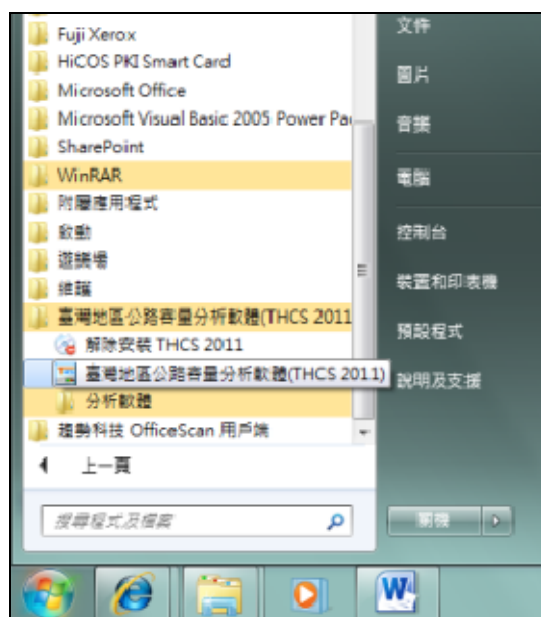 Fuji Xerox
HiCOS PKI Smart Card
Microsoft Office
Microsoft Visual Basic 2005 Power Pa
SharePoint
WinRAR
附屬應用程式
啟動
遊戲場
維護
臺灣地區公路容量分析軟體(THCS 2011
解除安裝 THCS 2011
臺灣地區公路容量分析軟體(THCS 2011)
分析軟體
趨勢科技 OfficeScan 用戶端
上一頁
搜尋程式及檔案
文件
圖片
音樂
電腦
控制台
裝置和印表機
預設程式
說明及支援
關機